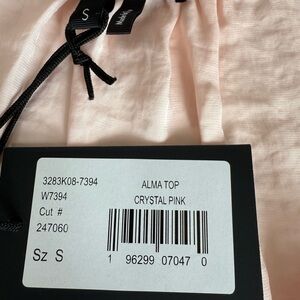 S
3283K08-7394
W7394
Cut #
247060
Sz S
ALMA TOP
CRYSTAL PINK
1 96299 07047 0